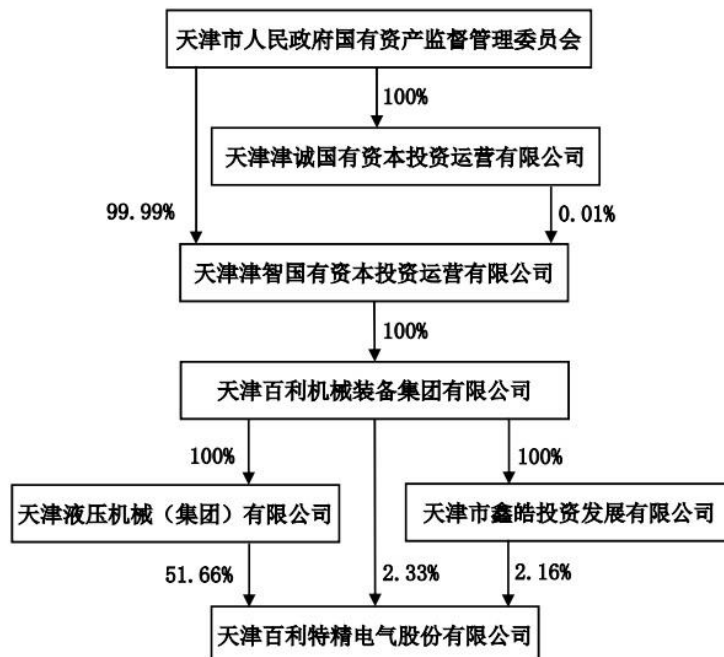 天津市人民政府国有资产监督管理委员会
100%
天津津诚国有资本投资运营有限公司
99.99%
0.01%
天津津智国有资本投资运营有限公司
100%
天津百利机械装备集团有限公司
100%
100%
天津液压机械（集团）有限公司
天津市鑫皓投资发展有限公司
51.66%
2.33%
2.16%
天津百利特精电气股份有限公司